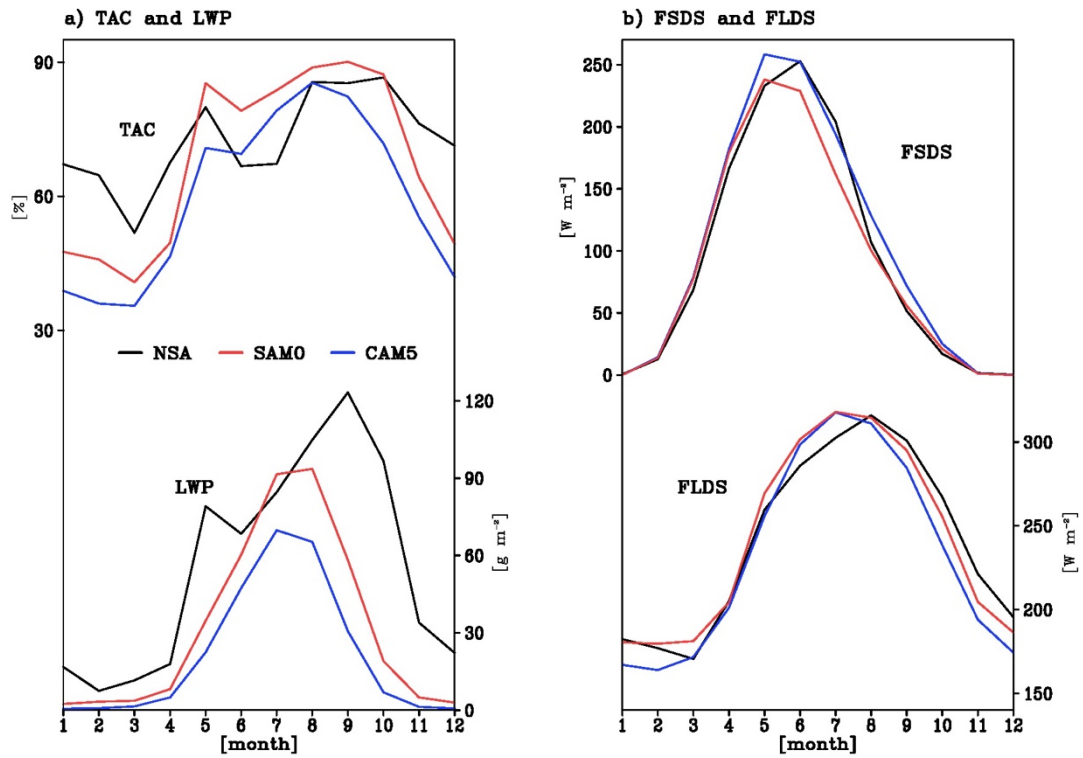 a) TAC and LWP
90
TAC
60
[%]
30
NSA SAM0 CAM5
120
90
LWP
60
[g m⁻²]
30
0
1 2 3 4 5 6 7 8 9 10 11 12
[month]
b) FSDS and FLDS
250
200
FSDS
150
[W m⁻²]
100
50
0
300
FLDS
250
[W m⁻²]
200
150
1 2 3 4 5 6 7 8 9 10 11 12
[month]